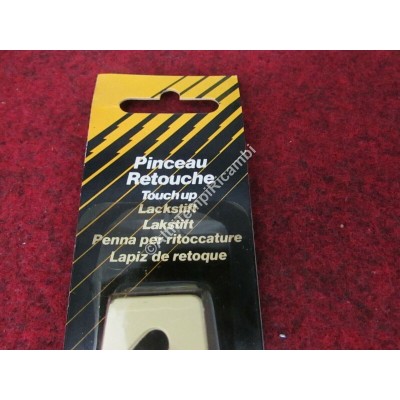 Pinceau
Retouche
Touch up
Lackstift
Lakstift
Penna per ritoccature
Lapiz de retoque